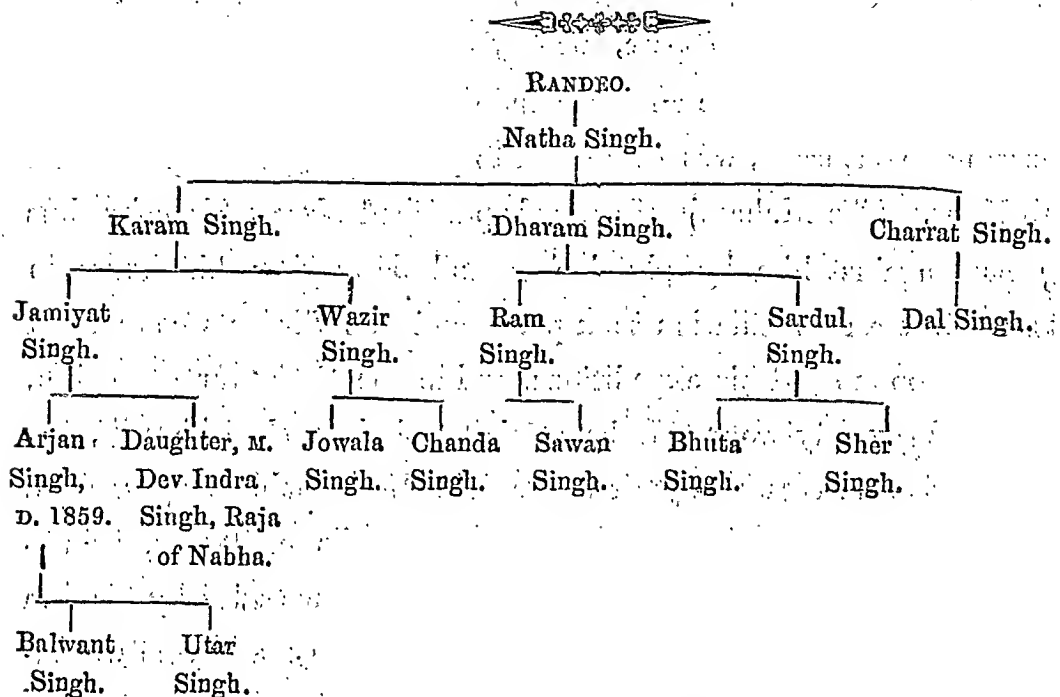 RANDEO.
Natha Singh.
Karam Singh. Dharam Singh. Charrat Singh.
Jamiyat Wazir Ram Sardul Dal Singh.
Singh. Singh. Singh. Singh.
Arjan Daughter, M. Jowala Chanda Sawan Bhuta Sher
Singh, Dev Indra Singh. Singh. Singh. Singh. Singh.
D. 1859. Singh, Raja
of Nabha.
Balwant Utar
Singh. Singh.